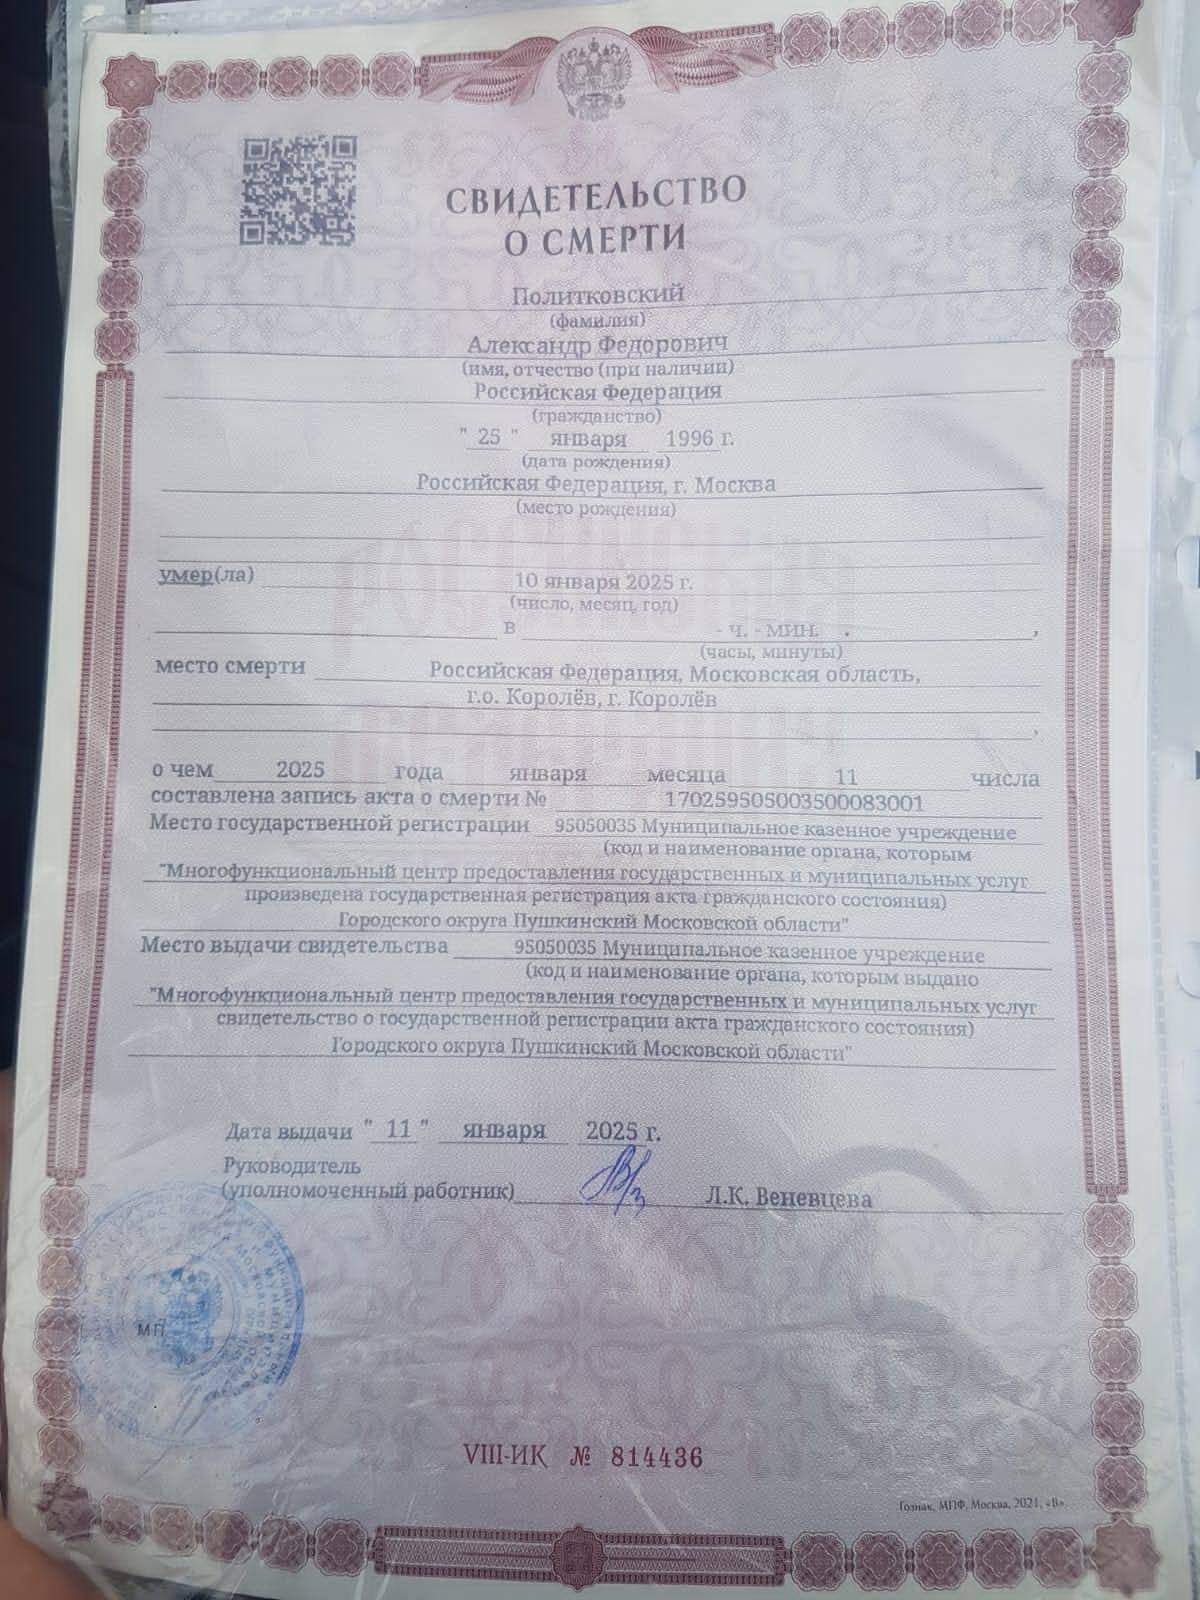 СВИДЕТЕЛЬСТВО
О СМЕРТИ
Политковский
(фамилия)
Александр Федорович
(имя, отчество (при наличии)
Российская Федерация
(гражданство)
" 25 " января 1996 г.
(дата рождения)
Российская Федерация, г. Москва
(место рождения)
умер(ла) 10 января 2025 г.
(число, месяц, год)
в - ч. - мин. ,
(часы, минуты)
место смерти Российская Федерация, Московская область,
г.о. Королёв, г. Королёв
,
о чем 2025 года января месяца 11 числа
составлена запись акта о смерти № 170259505003500083001
Место государственной регистрации 95050035 Муниципальное казенное учреждение
(код и наименование органа, которым
"Многофункциональный центр предоставления государственных и муниципальных услуг
произведена государственная регистрация акта гражданского состояния)
Городского округа Пушкинский Московской области"
Место выдачи свидетельства 95050035 Муниципальное казенное учреждение
(код и наименование органа, которым выдано
"Многофункциональный центр предоставления государственных и муниципальных услуг
свидетельство о государственной регистрации акта гражданского состояния)
Городского округа Пушкинский Московской области"
Дата выдачи " 11 " января 2025 г.
Руководитель
(уполномоченный работник) Л.К. Веневцева
МП
VIII-ИК № 814436
Гознак, МПФ, Москва, 2021, «В».